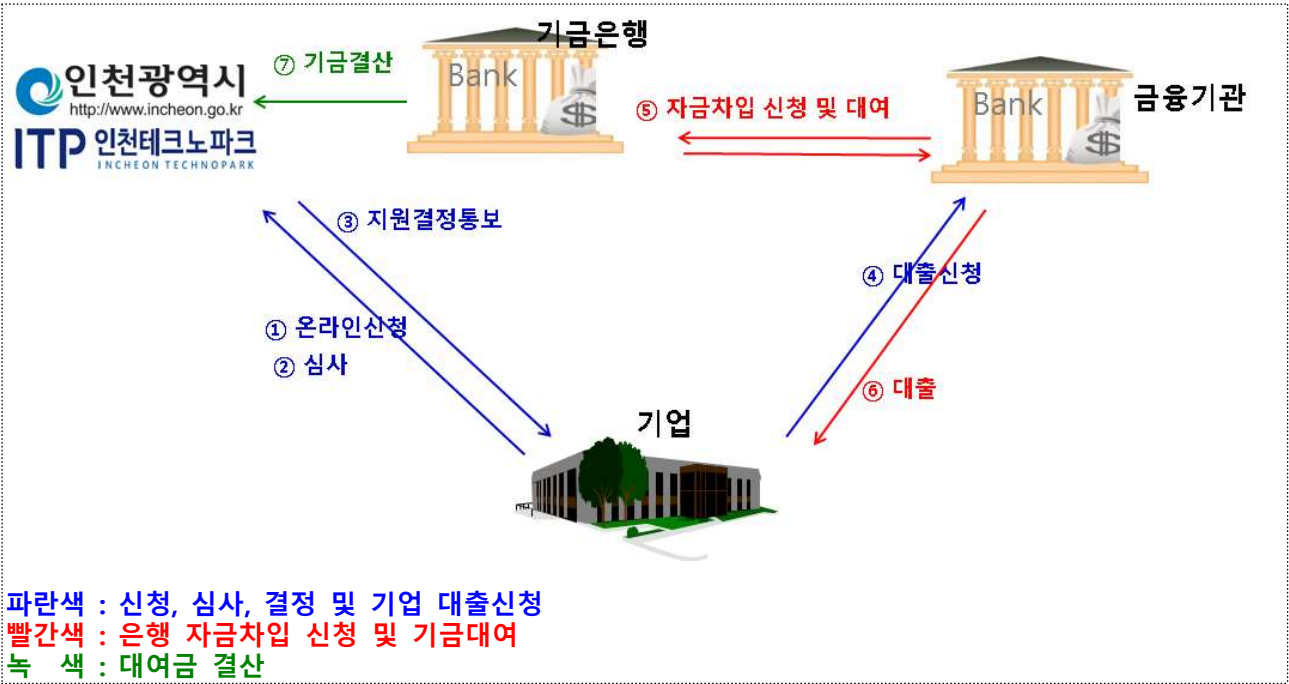 기금은행
⑦ 기금결산
Bank
인천광역시
http://www.incheon.go.kr
ITP 인천테크노파크
INCHEON TECHNOPARK
⑤ 자금차입 신청 및 대여
Bank
금융기관
$
$
③ 지원결정통보
④ 대출신청
① 온라인신청
② 심사
⑥ 대출
기업
파란색 : 신청, 심사, 결정 및 기업 대출신청
빨간색 : 은행 자금차입 신청 및 기금대여
녹 색 : 대여금 결산